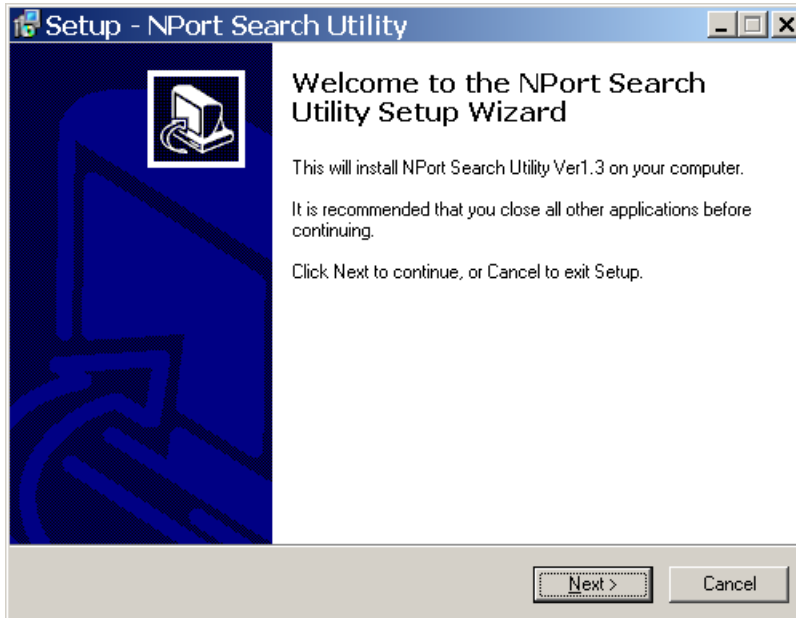 Setup - NPort Search Utility
Welcome to the NPort Search
Utility Setup Wizard
This will install NPort Search Utility Ver1.3 on your computer.
It is recommended that you close all other applications before
continuing.
Click Next to continue, or Cancel to exit Setup.
Next >
Cancel